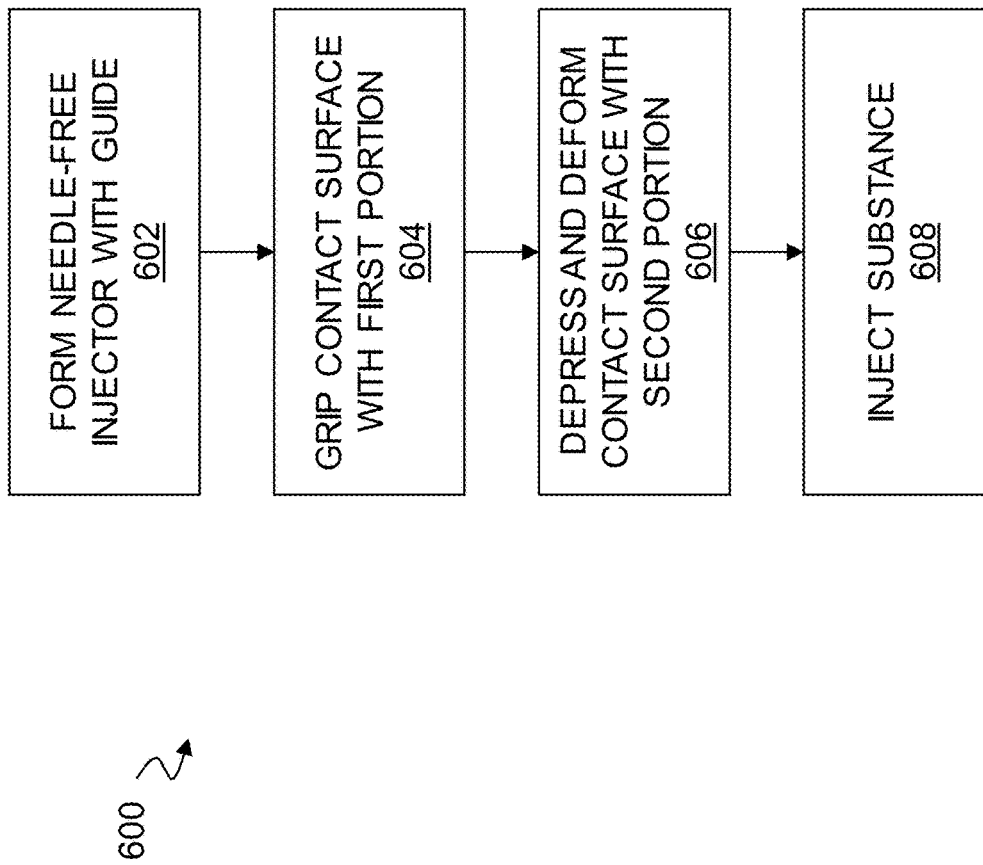 600
FORM NEEDLE-FREE
INJECTOR WITH GUIDE
602
GRIP CONTACT SURFACE
WITH FIRST PORTION
604
DEPRESS AND DEFORM
CONTACT SURFACE WITH
SECOND PORTION
606
INJECT SUBSTANCE
608